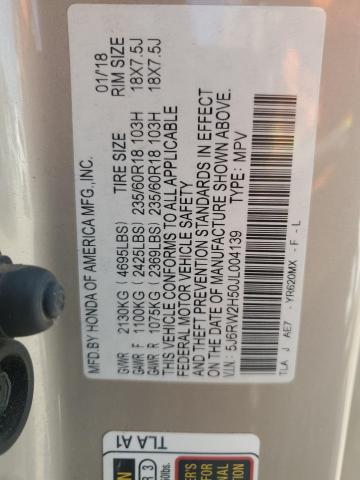 MFD.BY HONDA OF AMERICA MFG.,INC. 01/18
TIRE SIZE RIM SIZE
GVWR 2130KG (4695LBS)
GAWR F 1100KG (2425LBS) 235/60R18 103H 18X7.5J
GAWR R 1075KG (2369LBS) 235/60R18 103H 18X7.5J
THIS VEHICLE CONFORMS TO ALL APPLICABLE
FEDERAL MOTOR VEHICLE SAFETY
AND THEFT PREVENTION STANDARDS IN EFFECT
ON THE DATE OF MANUFACTURE SHOWN ABOVE.
5J6RW2H50JL004139 TYPE: MPV
TLA J AE7 - YR620MX - F - L
TLA A1